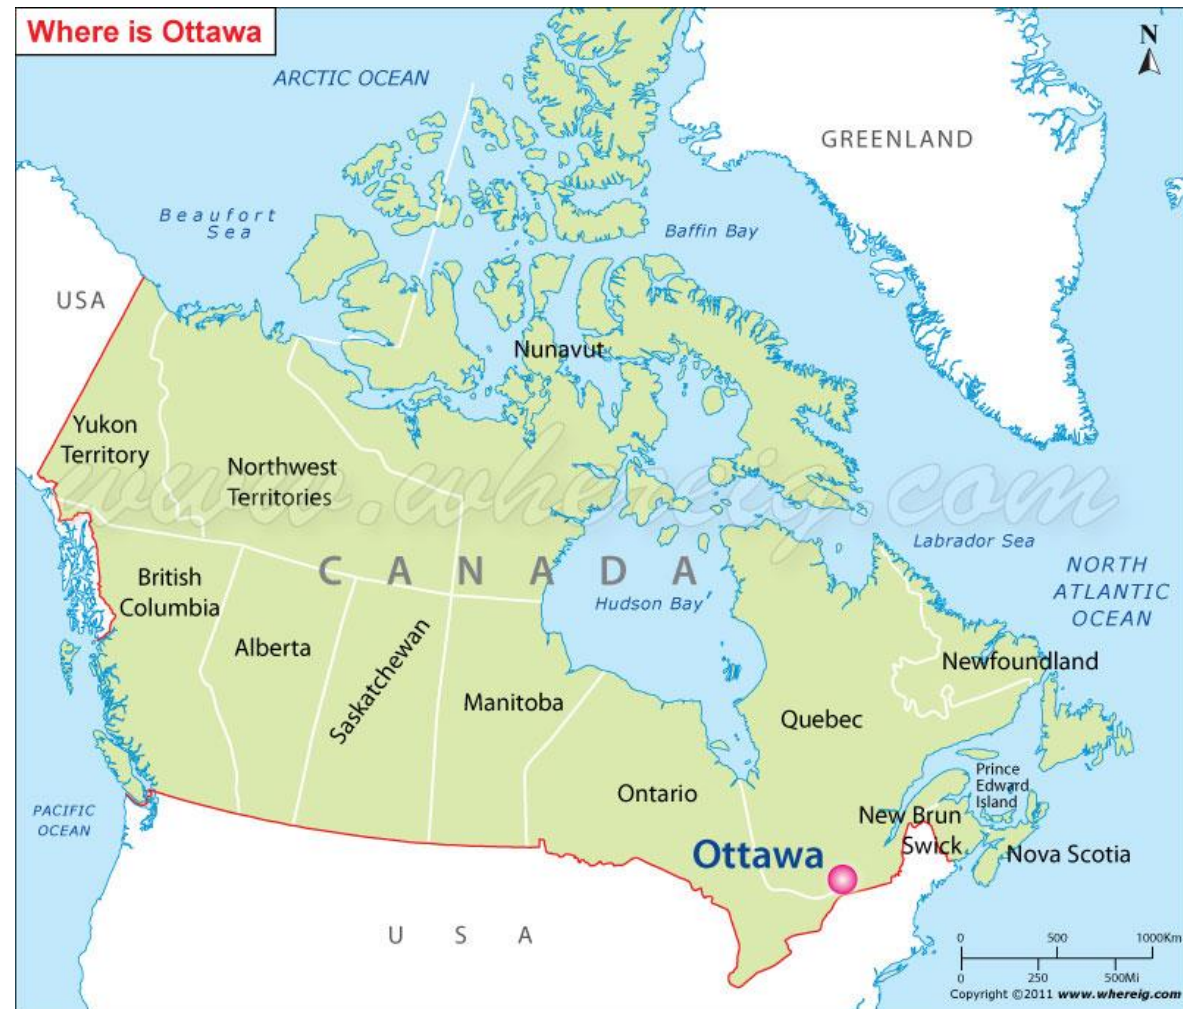 Where is Ottawa
N
ARCTIC OCEAN
GREENLAND
Beaufort
Sea
Baffin Bay
USA
Nunavut
Yukon
Territory
Northwest
Territories
www.whereig.com
Labrador Sea
NORTH
ATLANTIC
OCEAN
CANADA
British
Columbia
Hudson Bay
Alberta
Saskatchewan
Newfoundland
Manitoba
Quebec
Prince
Edward
Island
Ontario
PACIFIC
OCEAN
New Brun
Swick
Ottawa
Nova Scotia
U S A
0 500 1000Km
0 250 500Mi
Copyright ©2011 www.whereig.com